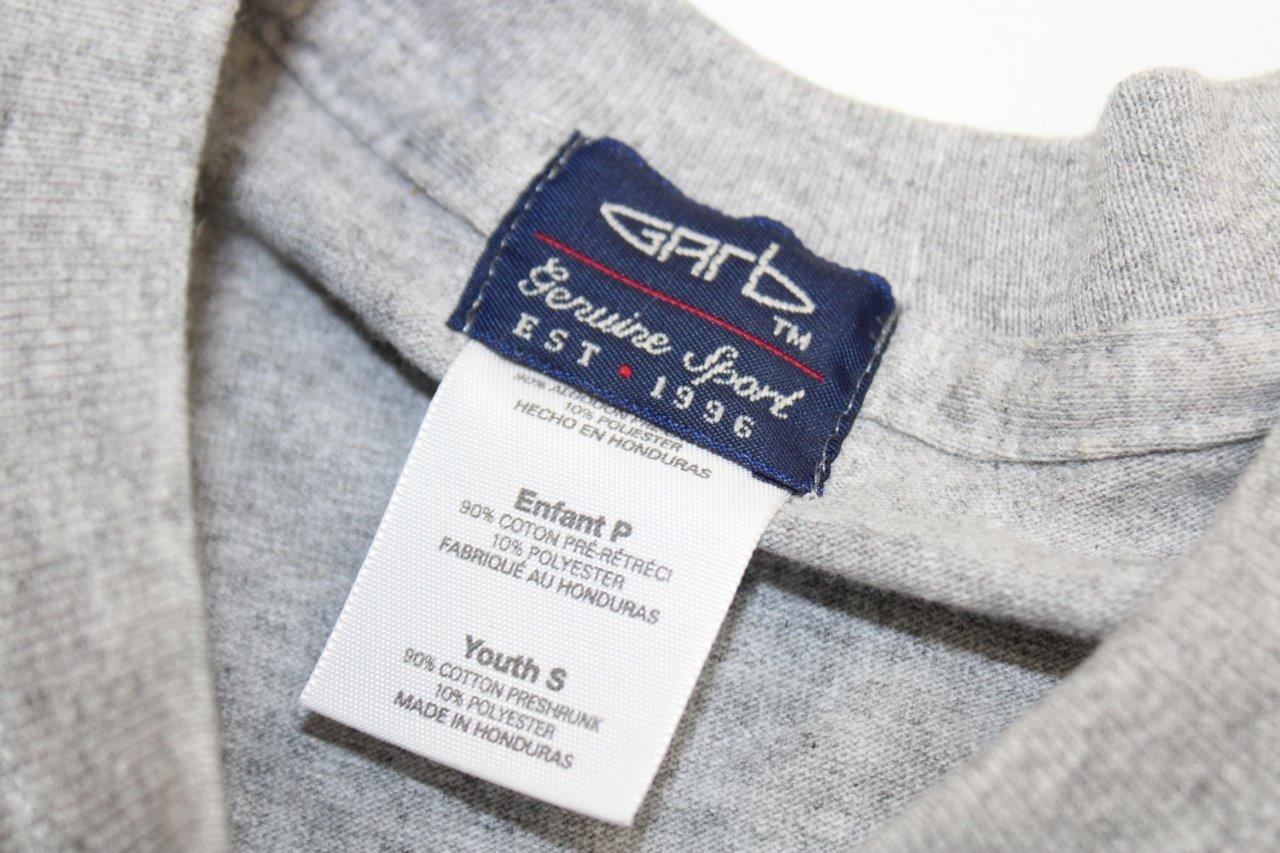 Garb
TM
Genuine Sport
EST • 1996
10% POLIESTER
HECHO EN HONDURAS
Enfant P
90% COTON PRÉ-RÉTRÉCI
10% POLYESTER
FABRIQUÉ AU HONDURAS
Youth S
90% COTTON PRESHRUNK
10% POLYESTER
MADE IN HONDURAS